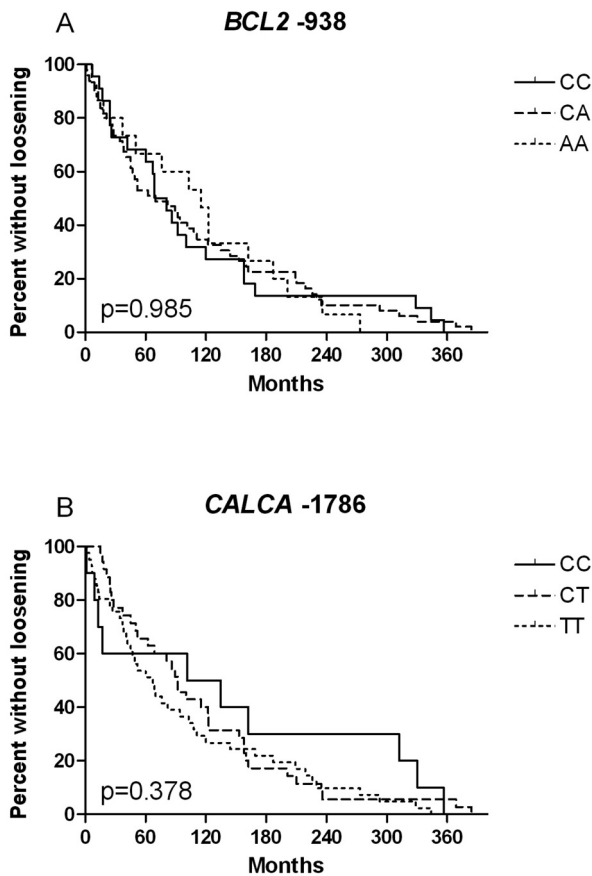 A
BCL2 -938
Percent without loosening
100
80
60
40
20
0
p=0.985
0 60 120 180 240 300 360
Months
CC
CA
AA
B
CALCA -1786
Percent without loosening
100
80
60
40
20
0
p=0.378
0 60 120 180 240 300 360
Months
CC
CT
TT